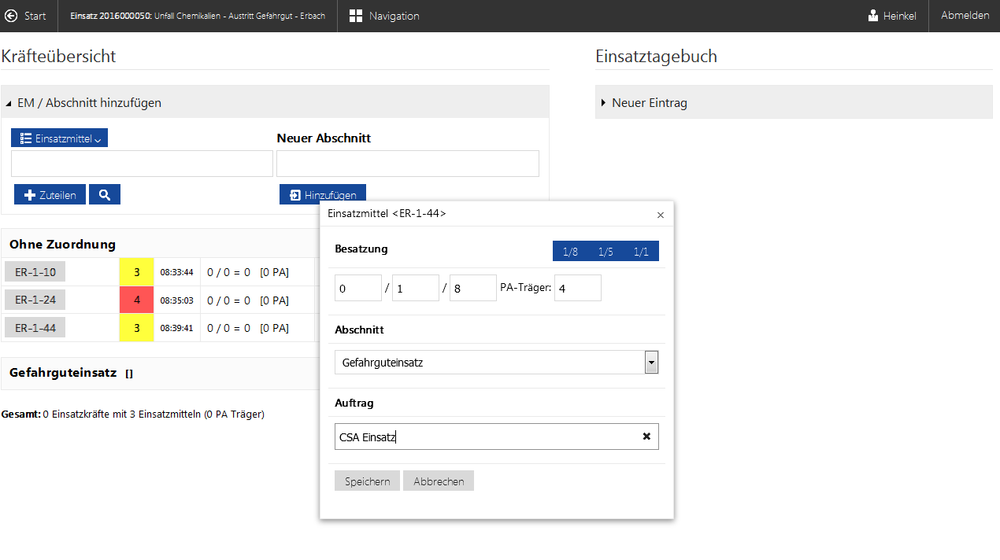 Start
Einsatz 2016000050: Unfall Chemikalien - Austritt Gefahrgut - Erbach
Navigation
Heinkel
Abmelden
Kräfteübersicht
Einsatztagebuch
EM / Abschnitt hinzufügen
Neuer Eintrag
Einsatzmittel
Neuer Abschnitt
Zuteilen
Hinzufügen
Ohne Zuordnung
ER-1-10 3 08:33:44 0 / 0 = 0 [0 PA]
ER-1-24 4 08:35:03 0 / 0 = 0 [0 PA]
ER-1-44 3 08:39:41 0 / 0 = 0 [0 PA]
Gefahrguteinsatz []
Gesamt: 0 Einsatzkräfte mit 3 Einsatzmitteln (0 PA Träger)
Einsatzmittel <ER-1-44> ×
Besatzung 1/8 1/5 1/1
0 / 1 / 8 PA-Träger: 4
Abschnitt
Gefahrguteinsatz
Auftrag
CSA Einsatz
Speichern Abbrechen